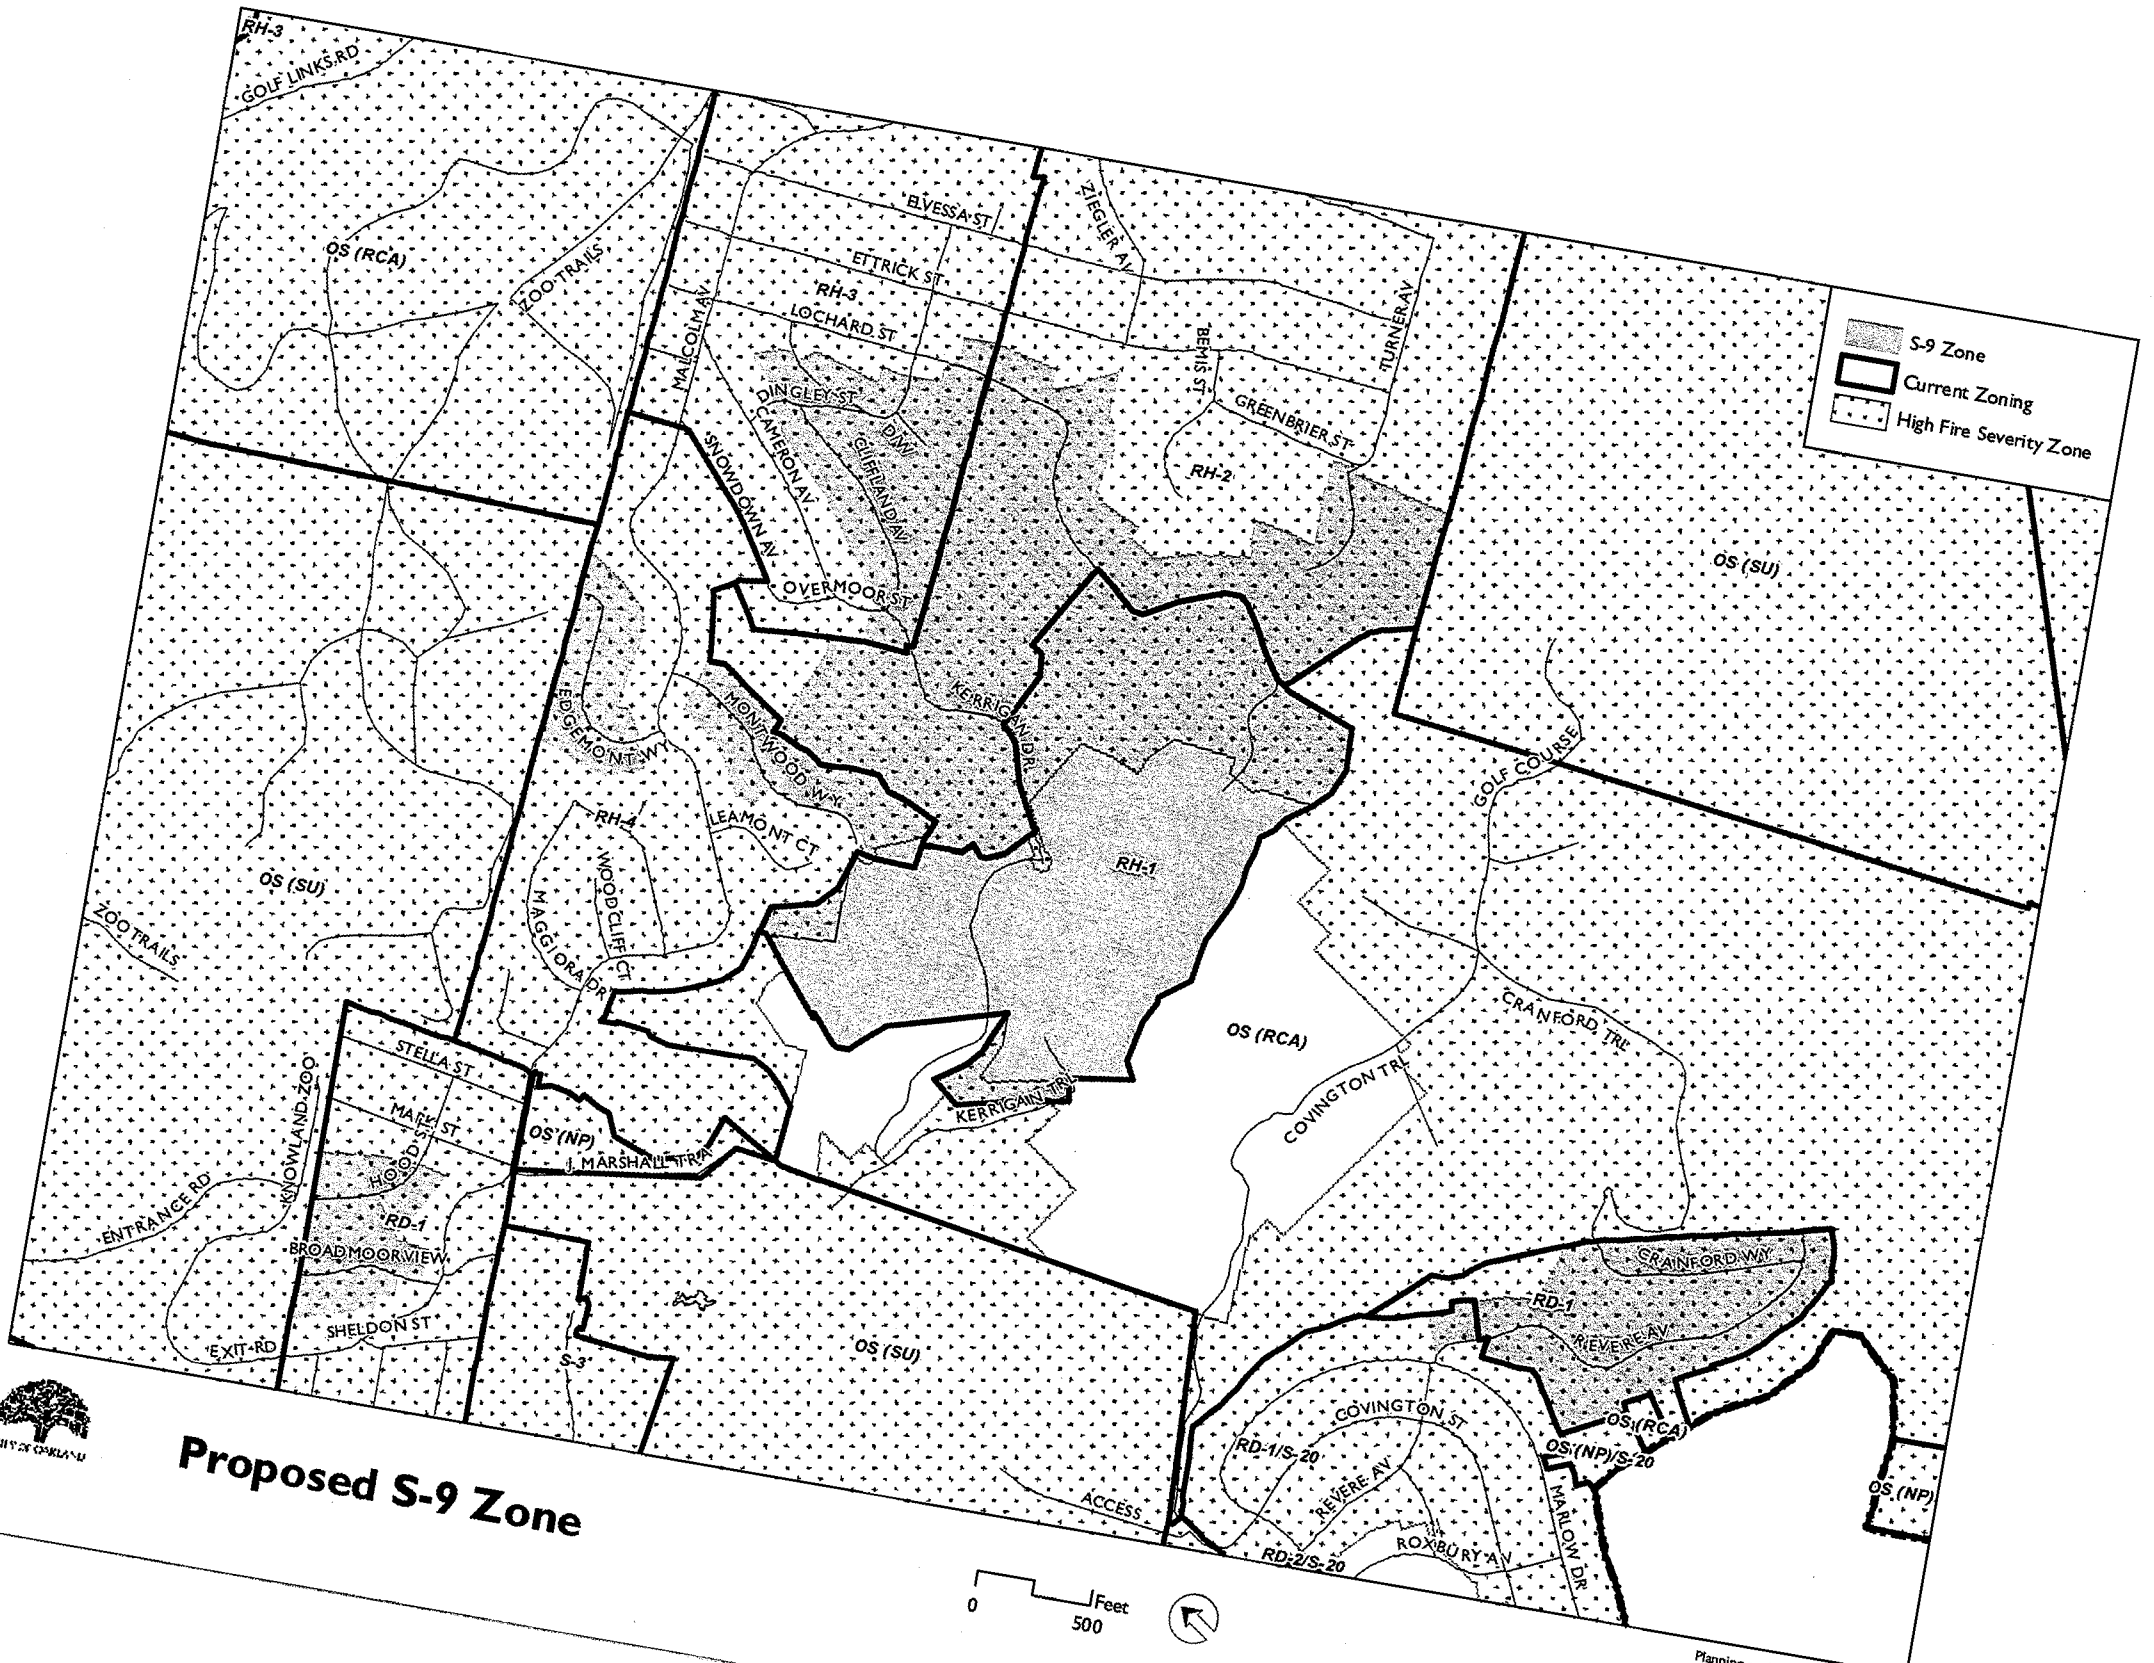 RH-3
GOLF LINKS RD
OS (RCA)
ZOO TRAILS
MALCOLM AV
ELVESSA ST
ETTRICK ST
RH-3
LOCHARD ST
ZIEGLER AV
BEMIS ST
TURNER AV
GREENBRIER ST
RH-2
S-9 Zone
Current Zoning
High Fire Severity Zone
OS (SU)
DINGLEY ST
CAMERON AV
SNOWDOWN AV
CLIFFLAND AV
OVERMOOR ST
EDGEMONT WY
MONTWOOD WY
KERRIGAN DR
LEAMONT CT
RH-4
WOODCLIFF CT
MAGGIORA DR
RH-1
GOLF COURSE
OS (SU)
ZOO TRAILS
OS (RCA)
CRANFORD TRL
COVINGTON TRL
KERRIGAIN TRL
STELLA ST
MARK ST
HOOD ST
KNOWLAND ZOO
OS (NP)
J. MARSHALL TRA
ENTRANCE RD
RD-1
BROADMOOR VIEW
SHELDON ST
EXIT RD
S-3
OS (SU)
CRANFORD WY
RD-1
REVERE AV
COVINGTON ST
OS (RCA)
OS (NP)/S-20
RD-1/S-20
REVERE AV
MARLOW DR
OS (NP)
ACCESS
ROXBURY AV
RD-2/S-20
CITY OF OAKLAND
Proposed S-9 Zone
0
500
Feet
Planning